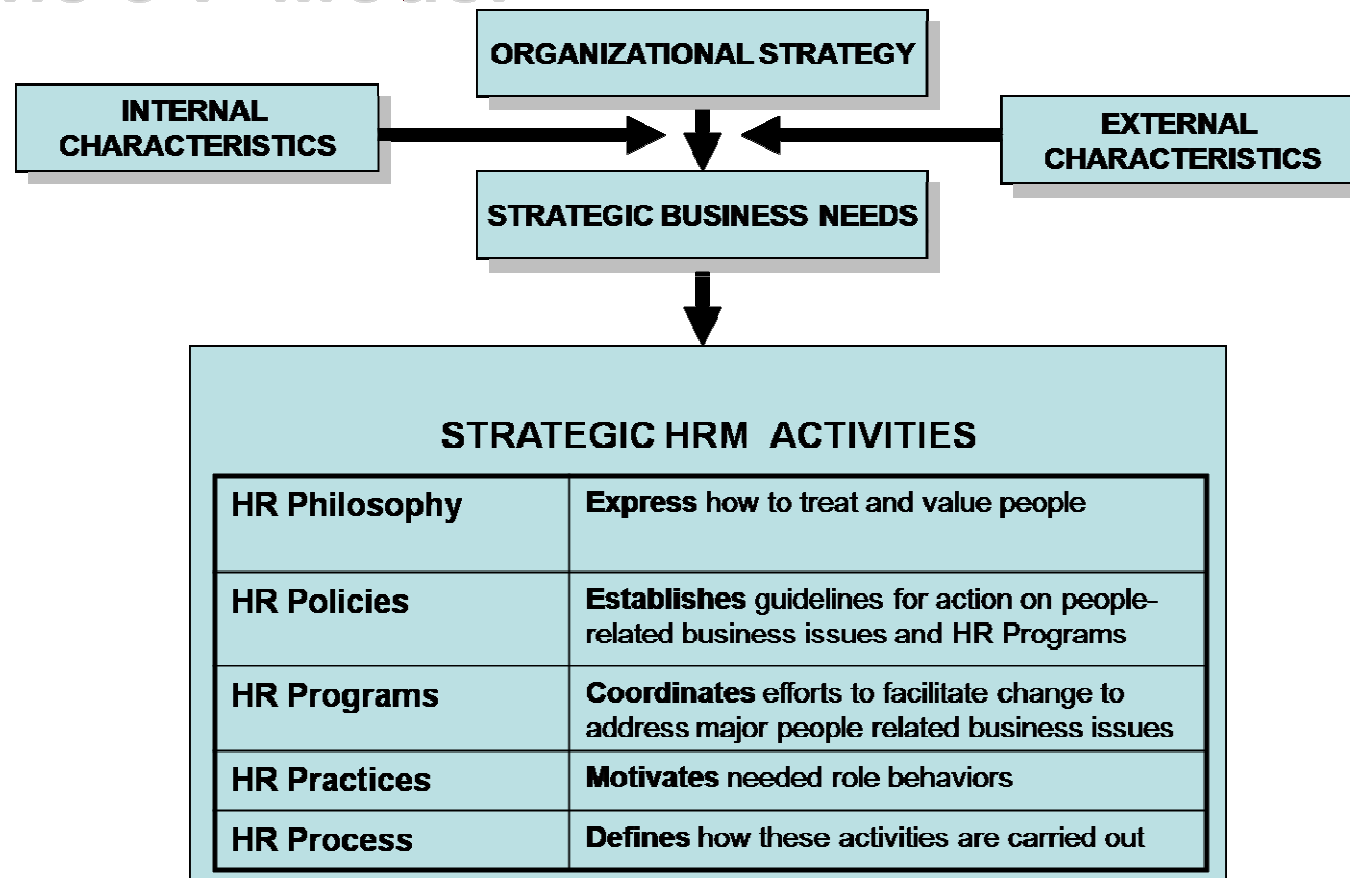 ORGANIZATIONAL STRATEGY
INTERNAL
CHARACTERISTICS
EXTERNAL
CHARACTERISTICS
STRATEGIC BUSINESS NEEDS
STRATEGIC HRM ACTIVITIES
HR Philosophy
Express how to treat and value people
HR Policies
Establishes guidelines for action on people-
related business issues and HR Programs
HR Programs
Coordinates efforts to facilitate change to
address major people related business issues
HR Practices
Motivates needed role behaviors
HR Process
Defines how these activities are carried out